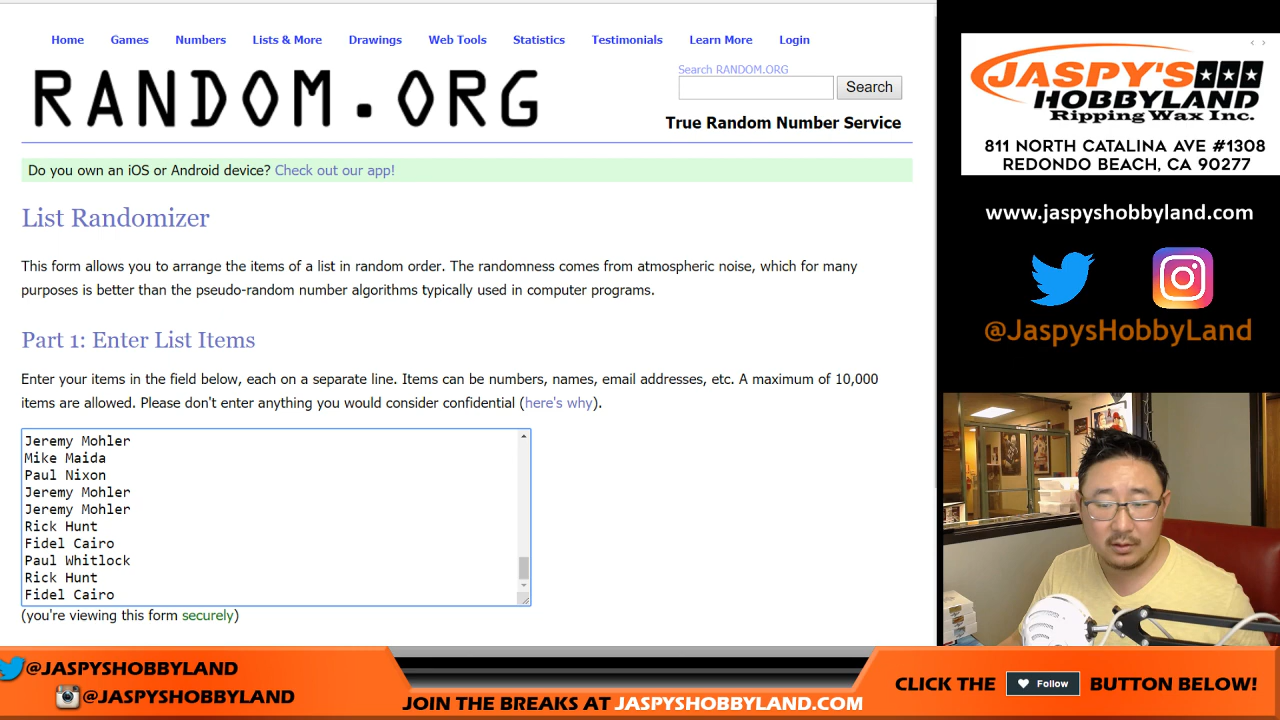 Home Games Numbers Lists & More Drawings Web Tools Statistics Testimonials Learn More Login
RANDOM.ORG
Search RANDOM.ORG
Search
True Random Number Service
Do you own an iOS or Android device? Check out our app!
List Randomizer
This form allows you to arrange the items of a list in random order. The randomness comes from atmospheric noise, which for many
purposes is better than the pseudo-random number algorithms typically used in computer programs.
Part 1: Enter List Items
Enter your items in the field below, each on a separate line. Items can be numbers, names, email addresses, etc. A maximum of 10,000
items are allowed. Please don't enter anything you would consider confidential (here's why).
Jeremy Mohler
Mike Maida
Paul Nixon
Jeremy Mohler
Jeremy Mohler
Rick Hunt
Fidel Cairo
Paul Whitlock
Rick Hunt
Fidel Cairo
(you're viewing this form securely)
JASPY'S
HOBBYLAND
Ripping Wax Inc.
811 NORTH CATALINA AVE #1308
REDONDO BEACH, CA 90277
www.jaspyshobbyland.com
@JaspysHobbyLand
@JASPYSHOBBYLAND
@JASPYSHOBBYLAND
JOIN THE BREAKS AT JASPYSHOBBYLAND.COM
CLICK THE Follow BUTTON BELOW!